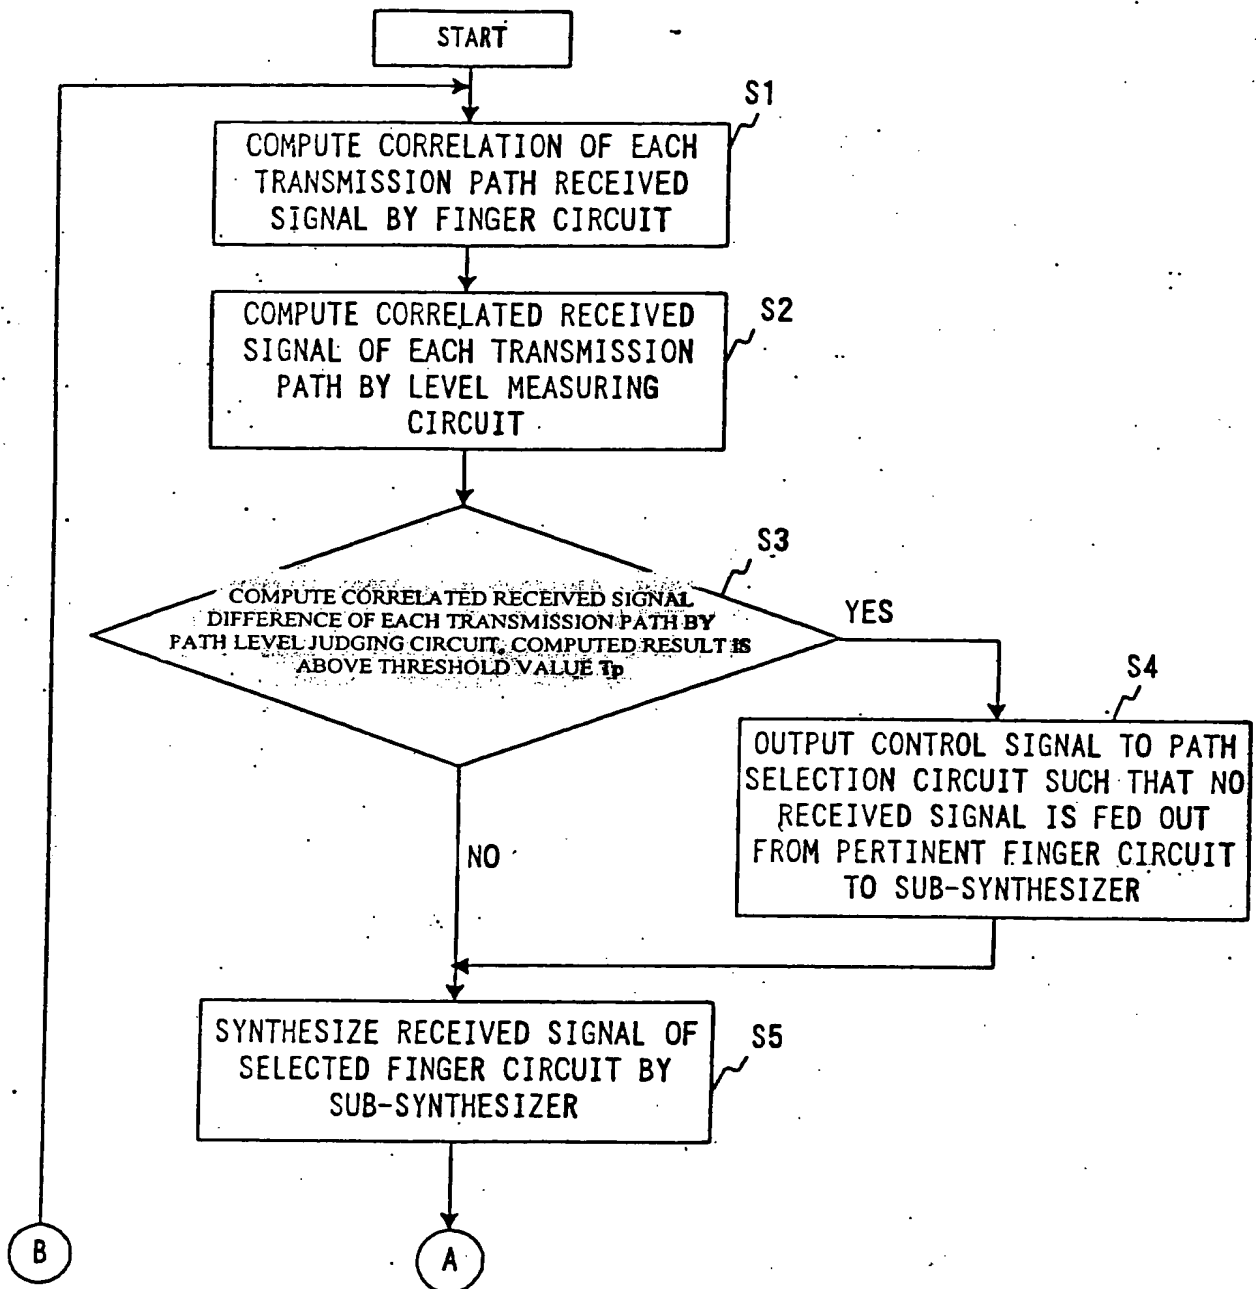 START
S1
COMPUTE CORRELATION OF EACH
TRANSMISSION PATH RECEIVED
SIGNAL BY FINGER CIRCUIT
S2
COMPUTE CORRELATED RECEIVED
SIGNAL OF EACH TRANSMISSION
PATH BY LEVEL MEASURING
CIRCUIT
S3
COMPUTE CORRELATED RECEIVED SIGNAL
DIFFERENCE OF EACH TRANSMISSION PATH BY
PATH LEVEL JUDGING CIRCUIT. COMPUTED RESULT IS
ABOVE THRESHOLD VALUE Tp
YES
S4
OUTPUT CONTROL SIGNAL TO PATH
SELECTION CIRCUIT SUCH THAT NO
RECEIVED SIGNAL IS FED OUT
FROM PERTINENT FINGER CIRCUIT
TO SUB-SYNTHESIZER
NO
S5
SYNTHESIZE RECEIVED SIGNAL OF
SELECTED FINGER CIRCUIT BY
SUB-SYNTHESIZER
B
A